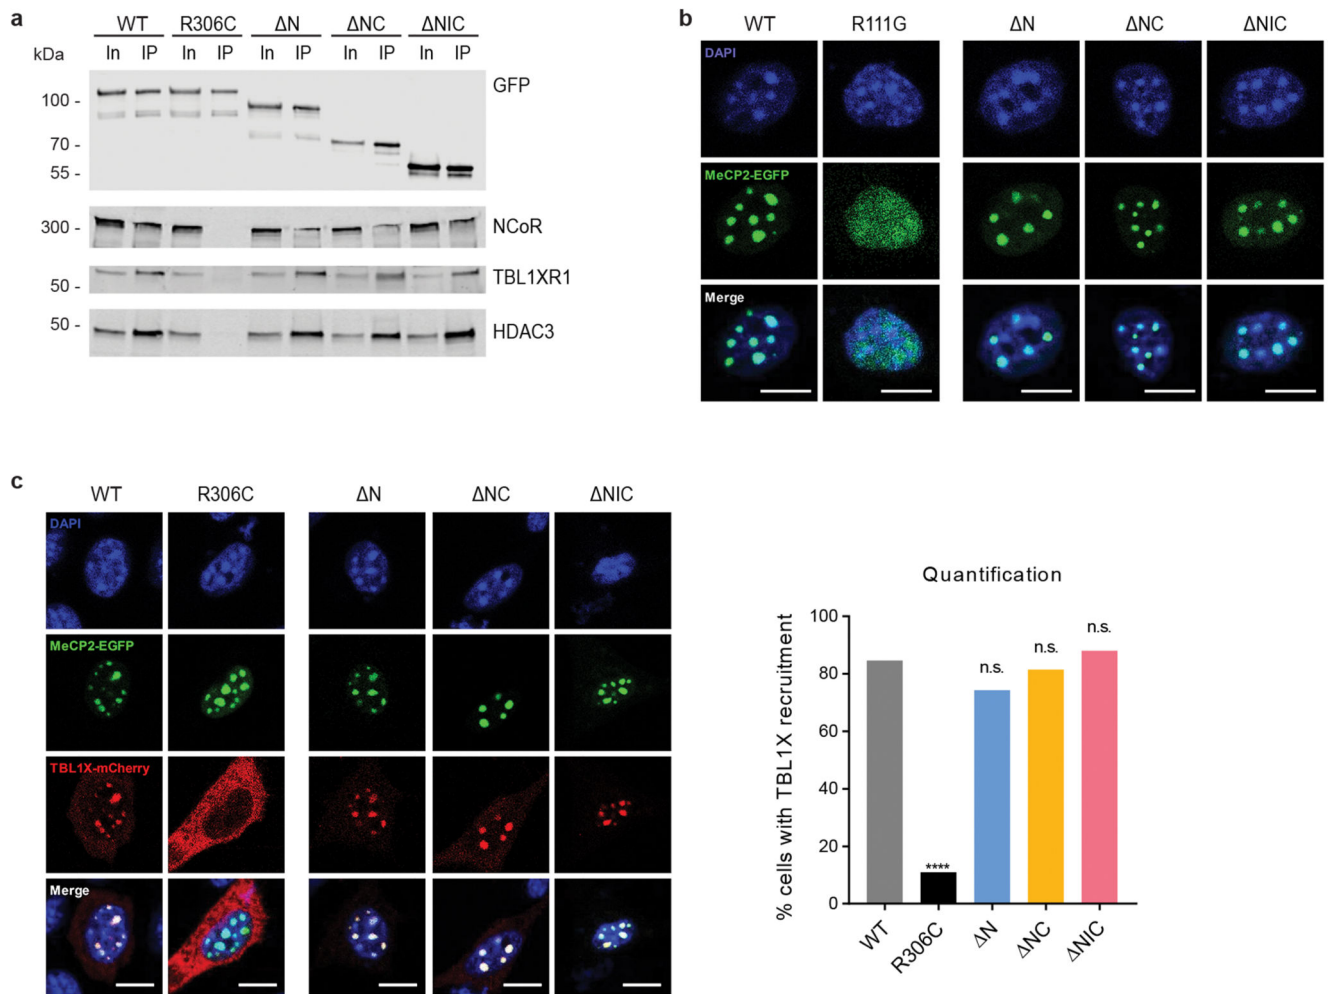 a
WT R306C ΔN ΔNC ΔNIC
kDa In IP In IP In IP In IP In IP
100 - GFP
70 -
55 -
300 - NCoR
50 - TBL1XR1
50 - HDAC3
b
WT R111G ΔN ΔNC ΔNIC
DAPI
MeCP2-EGFP
Merge
c
WT R306C ΔN ΔNC ΔNIC
DAPI
MeCP2-EGFP
TBL1X-mCherry
Merge
Quantification
% cells with TBL1X recruitment
100
80
60
40
20
0
****
n.s.
n.s.
n.s.
WT R306C ΔN ΔNC ΔNIC